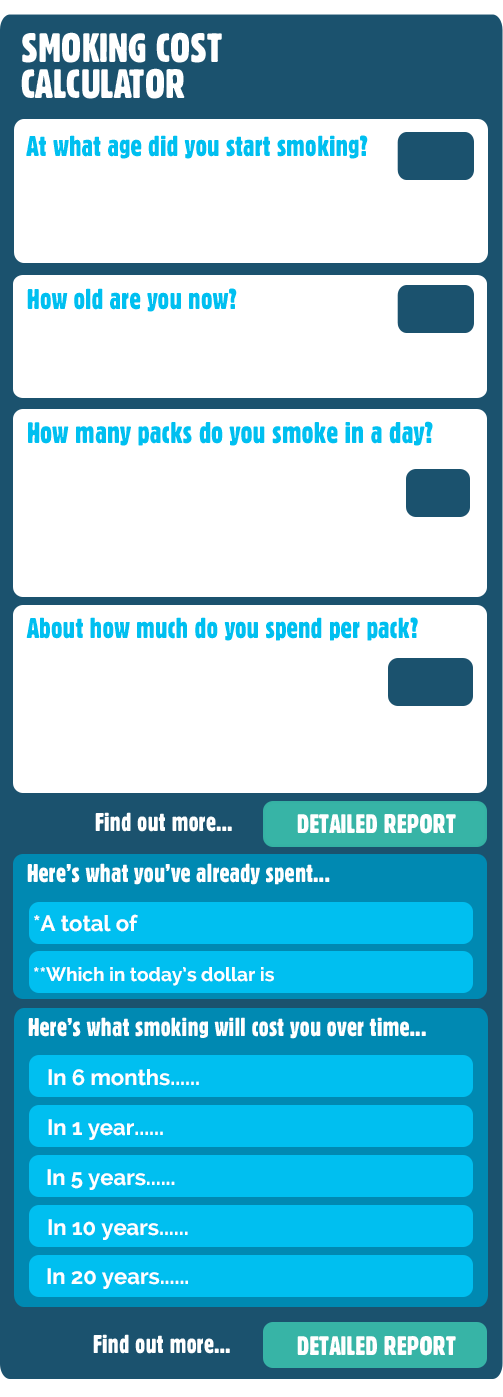 SMOKING COST
CALCULATOR
At what age did you start smoking?
How old are you now?
How many packs do you smoke in a day?
About how much do you spend per pack?
Find out more...
DETAILED REPORT
Here's what you've already spent...
*A total of
**Which in today's dollar is
Here's what smoking will cost you over time...
In 6 months......
In 1 year......
In 5 years......
In 10 years......
In 20 years......
Find out more...
DETAILED REPORT